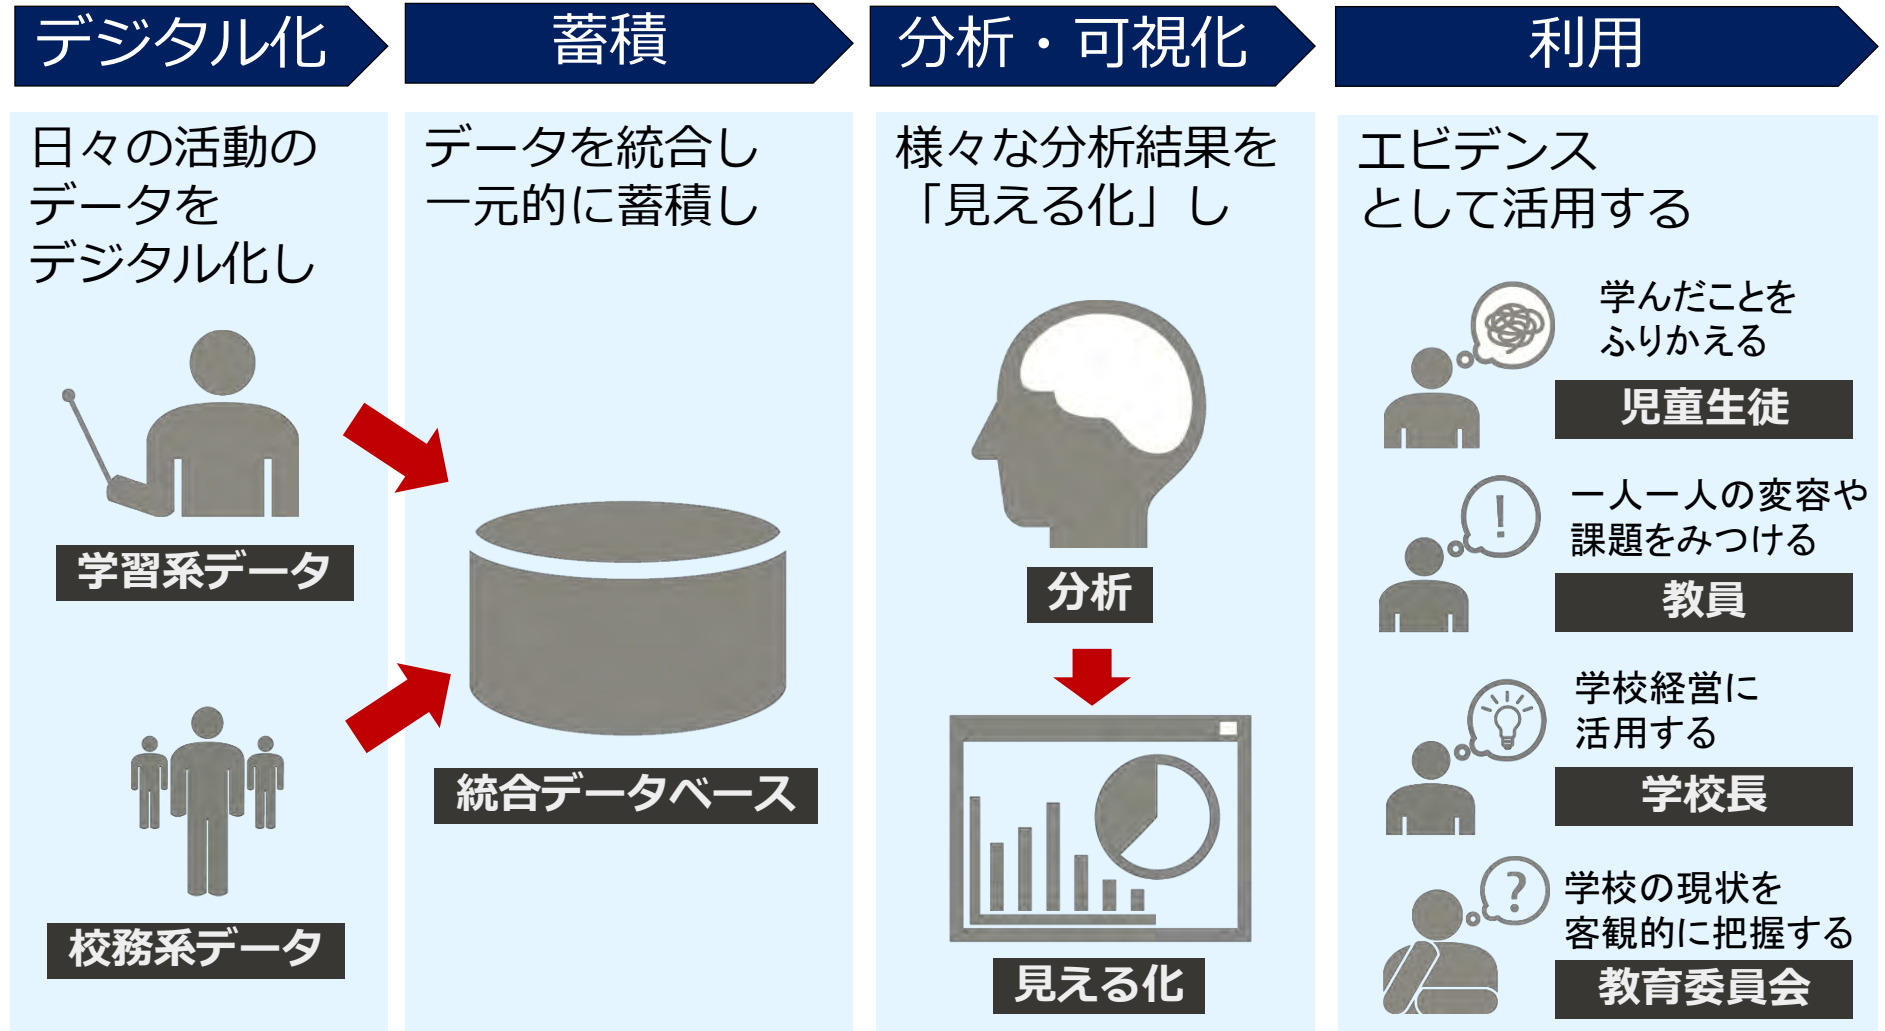 デジタル化
蓄積
分析・可視化
利用
日々の活動の
データを
デジタル化し
学習系データ
校務系データ
データを統合し
一元的に蓄積し
統合データベース
様々な分析結果を
「見える化」し
分析
見える化
エビデンス
として活用する
学んだことを
ふりかえる
児童生徒
!
一人一人の変容や
課題をみつける
教員
学校経営に
活用する
学校長
?
学校の現状を
客観的に把握する
教育委員会